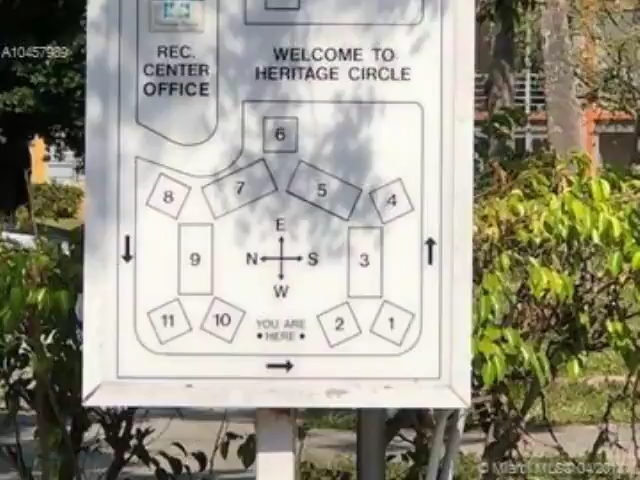 A10457989
REC.
CENTER
OFFICE
WELCOME TO
HERITAGE CIRCLE
6
8
7
5
4
E
9
N
S
3
W
11
10
YOU ARE
• HERE •
2
1